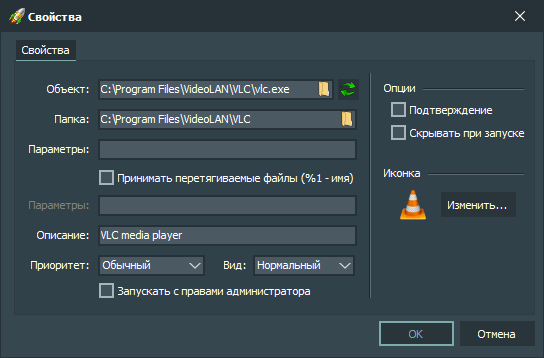 Свойства
Свойства
Объект: C:\Program Files\VideoLAN\VLC\vlc.exe
Папка: C:\Program Files\VideoLAN\VLC
Параметры:
Принимать перетягиваемые файлы (%1 - имя)
Параметры:
Описание: VLC media player
Приоритет: Обычный Вид: Нормальный
Запускать с правами администратора
Опции
Подтверждение
Скрывать при запуске
Иконка
Изменить...
OK Отмена